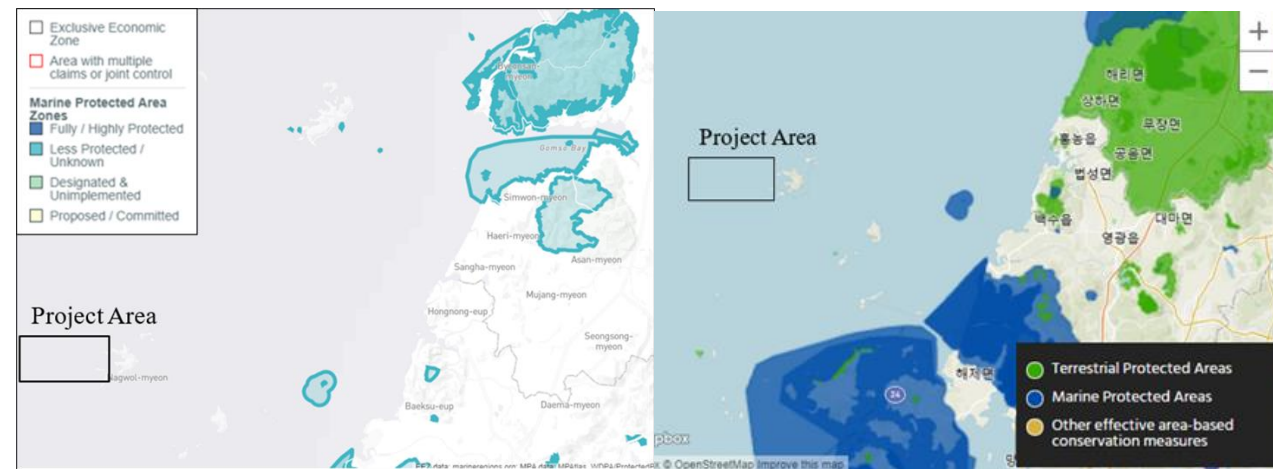 Exclusive Economic
Zone
Area with multiple
claims or joint control
Marine Protected Area
Zones
Fully / Highly Protected
Less Protected /
Unknown
Designated &
Unimplemented
Proposed / Committed
Gomso Bay
Simwon-myeon
Haeri-myeon
Asan-myeon
Sangha-myeon
Mujang-myeon
Hongnong-eup
Seongsong-
myeon
Project Area
Nagwol-myeon
Baeksu-eup
Daema-myeon
EEZ data: marineregions.org; MPA data: MPAtlas, WDPA/ProtectedP
Project Area
+
−
해리면
상하면
무장면
홍농읍
공음면
법성면
백수읍
대마면
영광읍
해제면
24
Terrestrial Protected Areas
Marine Protected Areas
Other effective area-based
conservation measures
pbox
© OpenStreetMap Improve this map